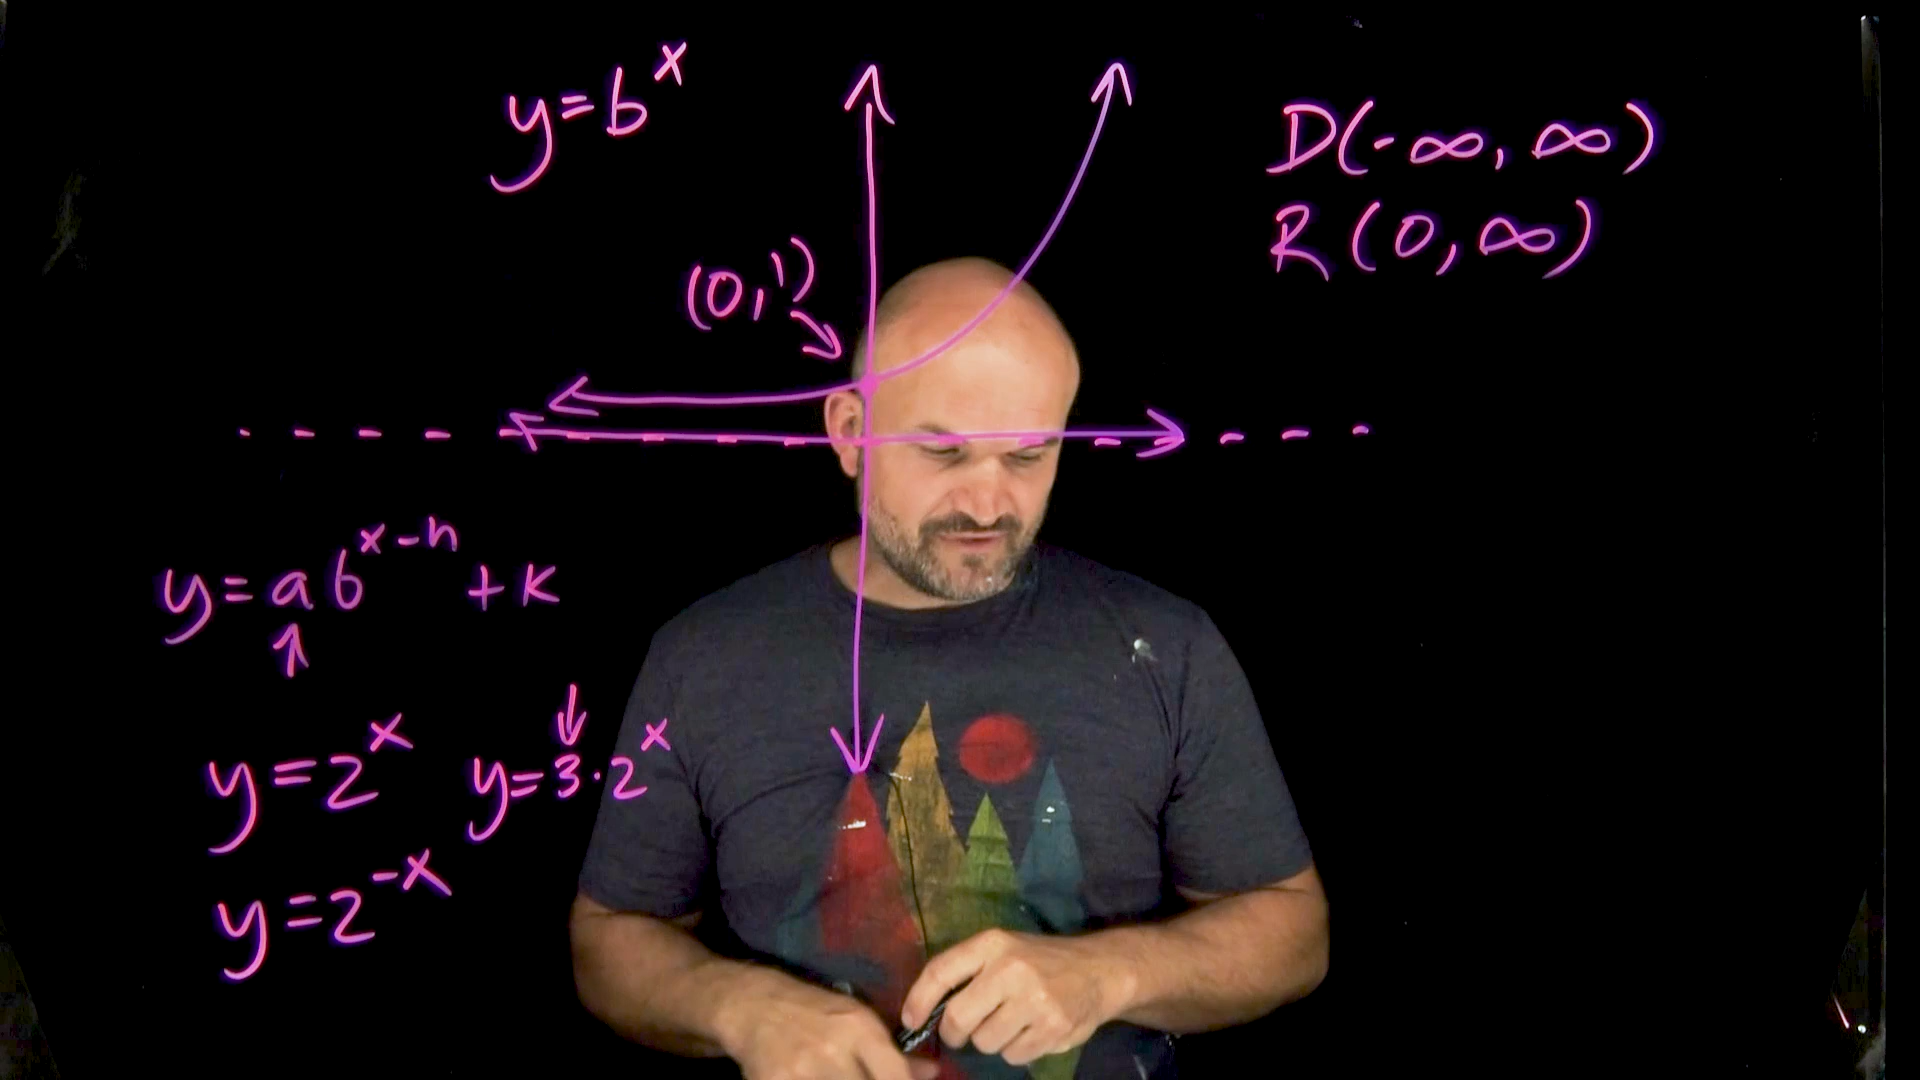 y=b^x
D(-∞, ∞)
R(0, ∞)
(0,1)
y=ab^(x-h)+k
y=2^x
y=3·2^x
y=2^-x